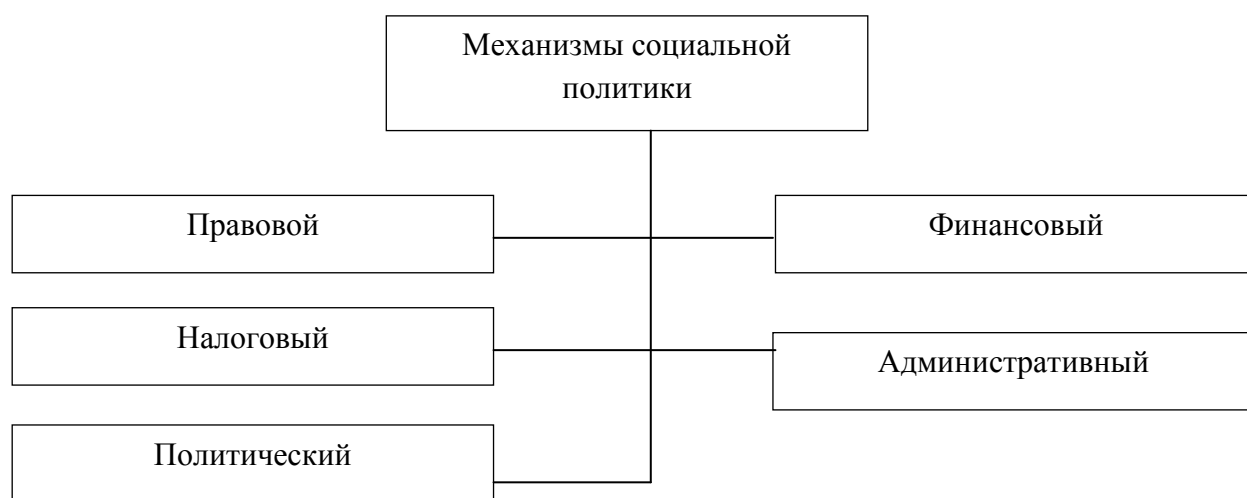 Механизмы социальной
политики
Правовой
Финансовый
Налоговый
Административный
Политический